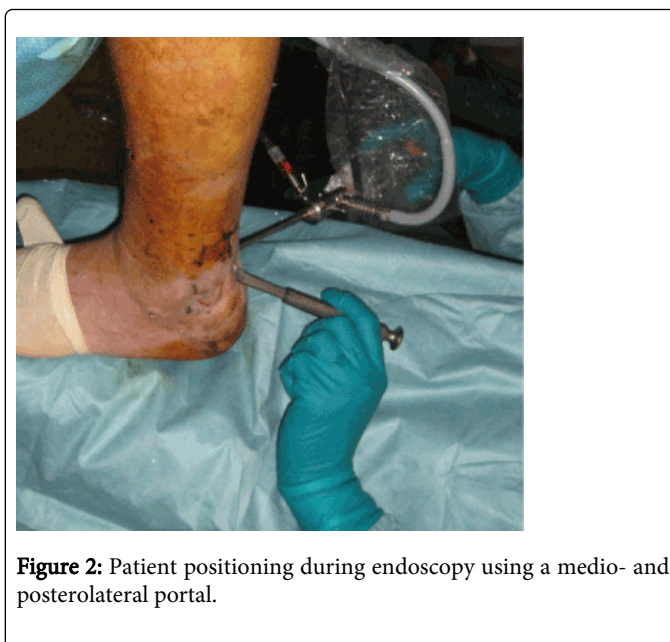 Figure 2: Patient positioning during endoscopy using a medio- and
posterolateral portal.